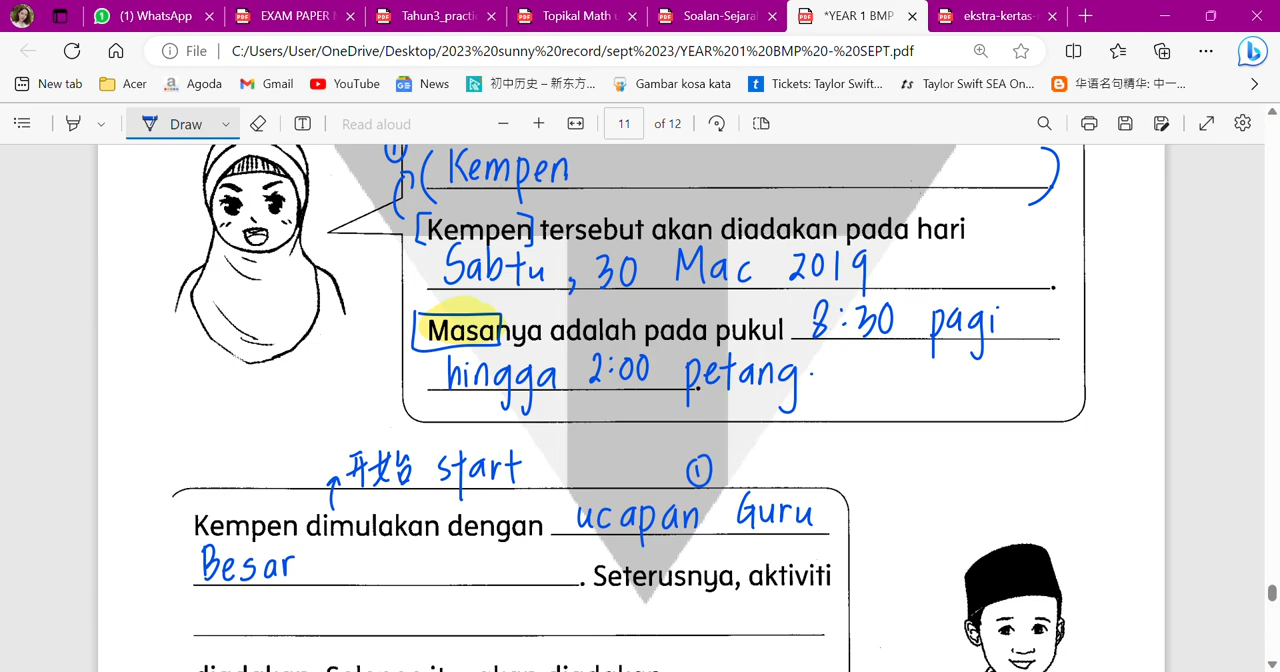 (1) WhatsApp
EXAM PAPER
Tahun3_practi
Topikal Math u
Soalan-Sejara
*YEAR 1 BMP
ekstra-kertas-
File
C:/Users/User/OneDrive/Desktop/2023%20sunny%20record/sept%2023/YEAR%201%20BMP%20-%20SEPT.pdf
New tab
Acer
Agoda
Gmail
YouTube
News
初中历史 – 新东方...
Gambar kosa kata
Tickets: Taylor Swift...
Taylor Swift SEA On...
华语名句精华: 中一...
Draw
Read aloud
11 of 12
(Kempen )
[Kempen] tersebut akan diadakan pada hari
Sabtu, 30 Mac 2019 .
Masanya adalah pada pukul 8:30 pagi
hingga 2:00 petang.
开始 start ①
Kempen dimulakan dengan ucapan Guru
Besar . Seterusnya, aktiviti